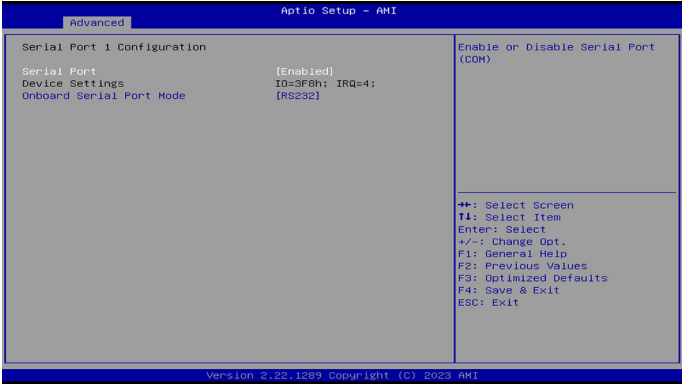 Aptio Setup – AMI
Advanced
Serial Port 1 Configuration
Serial Port [Enabled]
Device Settings IO=3F8h; IRQ=4;
Onboard Serial Port Mode [RS232]
Enable or Disable Serial Port
(COM)
→←: Select Screen
↑↓: Select Item
Enter: Select
+/-: Change Opt.
F1: General Help
F2: Previous Values
F3: Optimized Defaults
F4: Save & Exit
ESC: Exit
Version 2.22.1289 Copyright (C) 2023 AMI